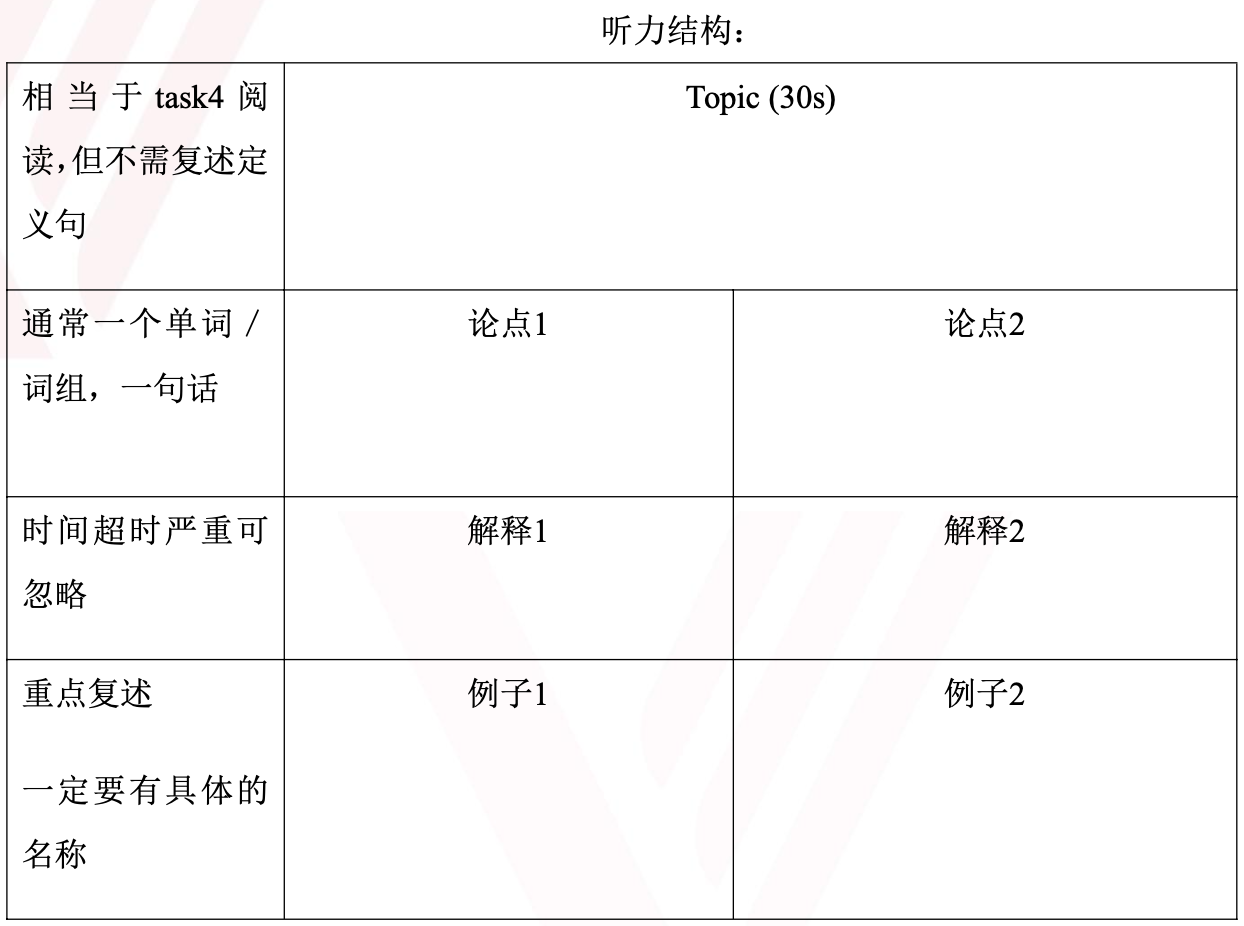 听力结构：
相当于 task4 阅
读，但不需复述定
义句
Topic (30s)
通常一个单词 /
词组，一句话
论点1
论点2
时间超时严重可
忽略
解释1
解释2
重点复述
一定要有具体的
名称
例子1
例子2